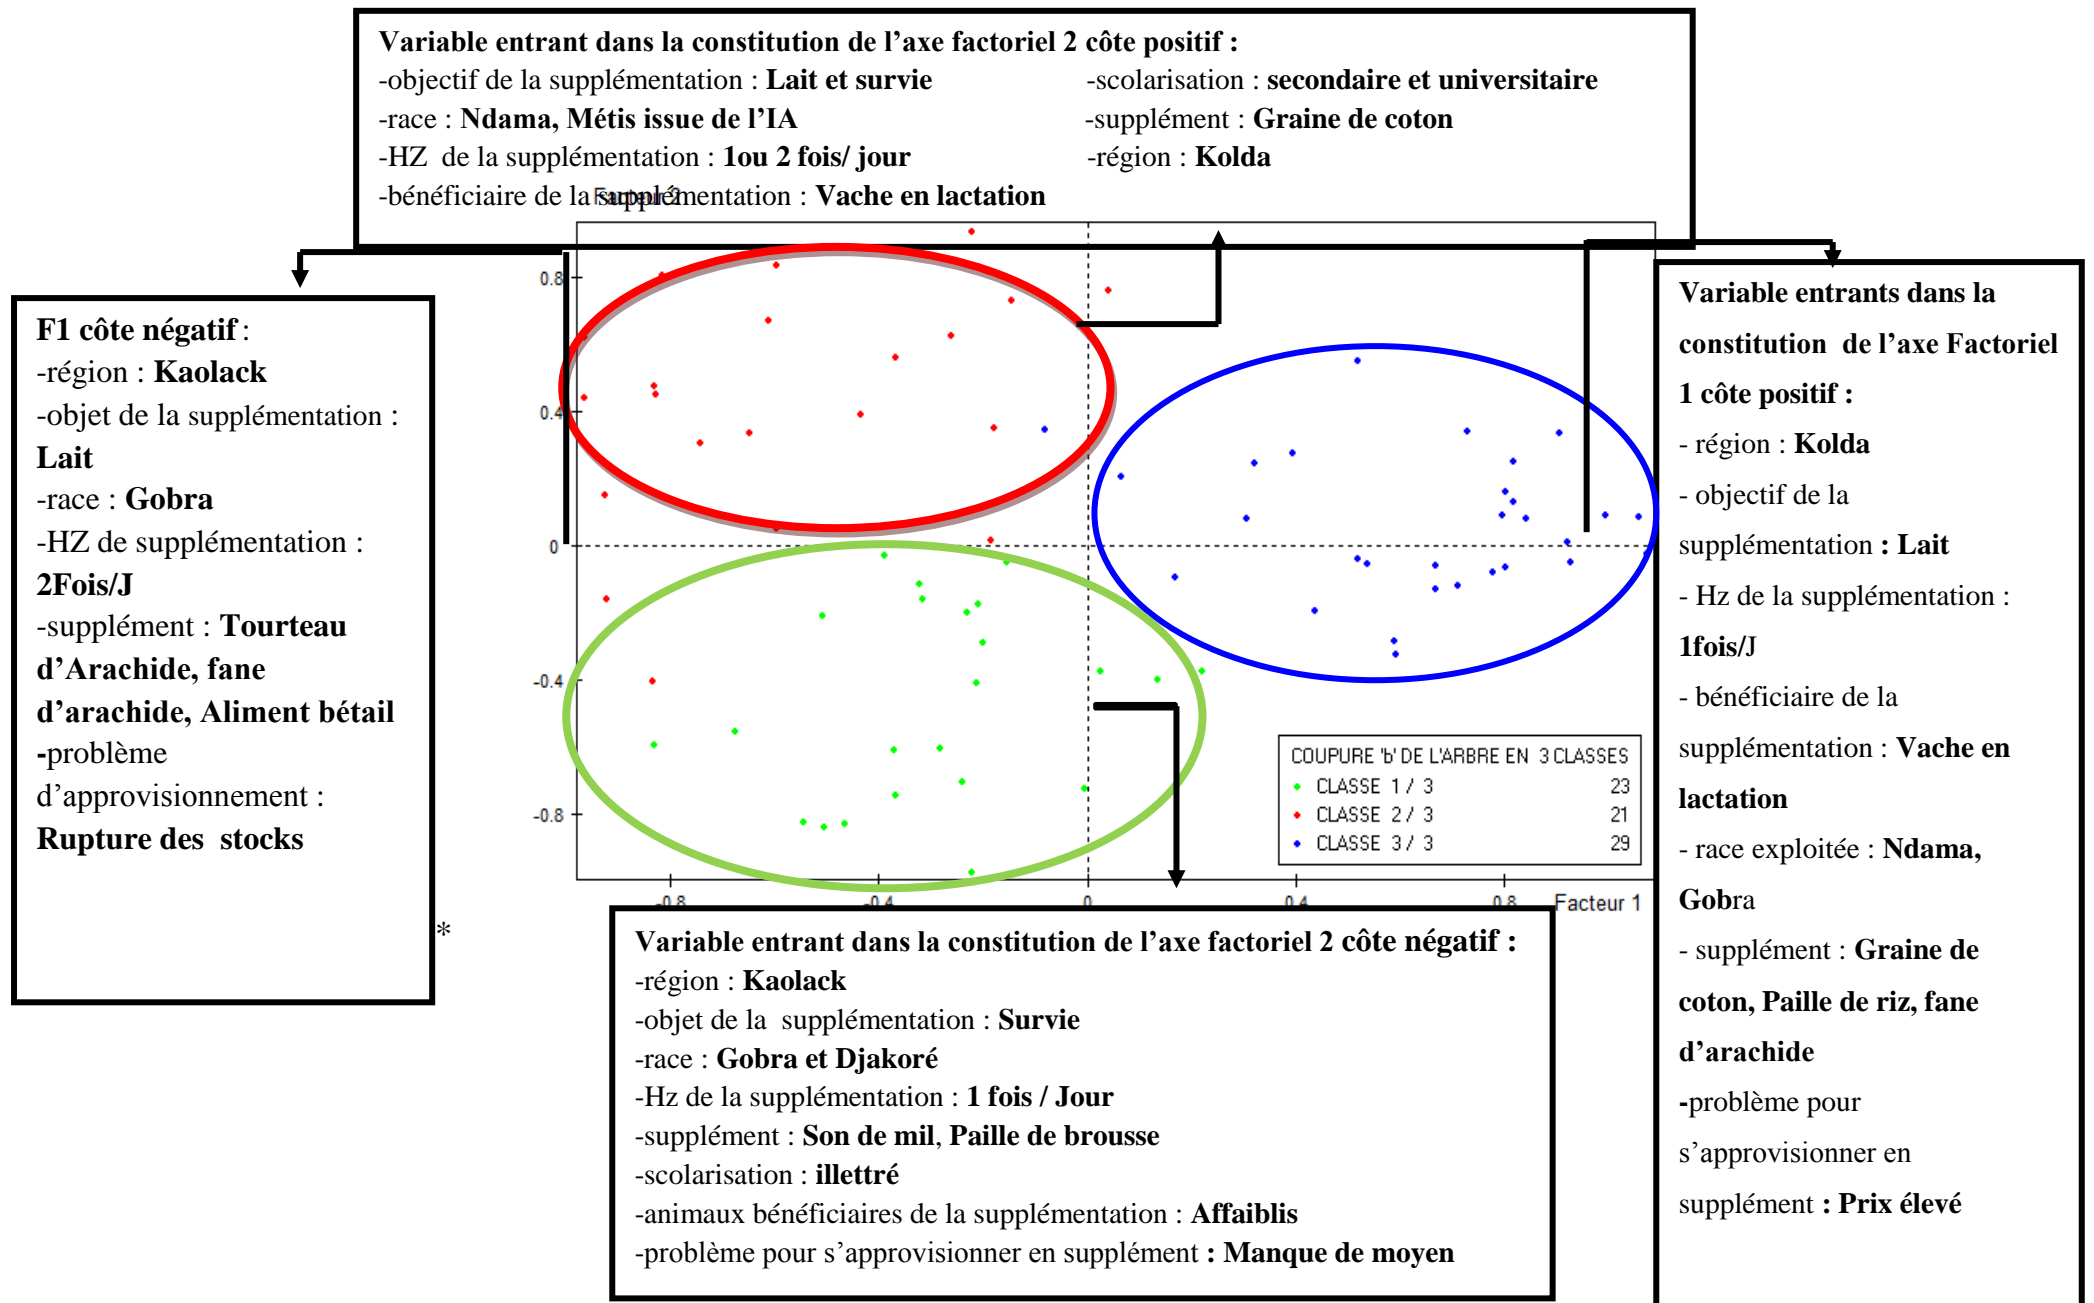 Variable entrant dans la constitution de l’axe factoriel 2 côte positif :
-objectif de la supplémentation : Lait et survie -scolarisation : secondaire et universitaire
-race : Ndama, Métis issue de l’IA -supplément : Graine de coton
-HZ de la supplémentation : 1ou 2 fois/ jour -région : Kolda
-bénéficiaire de la supplémentation : Vache en lactation
Facteur 2
F1 côte négatif :
-région : Kaolack
-objet de la supplémentation :
Lait
-race : Gobra
-HZ de supplémentation :
2Fois/J
-supplément : Tourteau
d’Arachide, fane
d’arachide, Aliment bétail
-problème
d’approvisionnement :
Rupture des stocks
*
0.8
0.4
0
-0.4
-0.8
COUPURE 'b' DE L'ARBRE EN 3 CLASSES
CLASSE 1 / 3 23
CLASSE 2 / 3 21
CLASSE 3 / 3 29
-0.8 -0.4 0 0.4 0.8 Facteur 1
Variable entrants dans la
constitution de l’axe Factoriel
1 côte positif :
- région : Kolda
- objectif de la
supplémentation : Lait
- Hz de la supplémentation :
1fois/J
- bénéficiaire de la
supplémentation : Vache en
lactation
- race exploitée : Ndama,
Gobra
- supplément : Graine de
coton, Paille de riz, fane
d’arachide
-problème pour
s’approvisionner en
supplément : Prix élevé
Variable entrant dans la constitution de l’axe factoriel 2 côte négatif :
-région : Kaolack
-objet de la supplémentation : Survie
-race : Gobra et Djakoré
-Hz de la supplémentation : 1 fois / Jour
-supplément : Son de mil, Paille de brousse
-scolarisation : illettré
-animaux bénéficiaires de la supplémentation : Affaiblis
-problème pour s’approvisionner en supplément : Manque de moyen